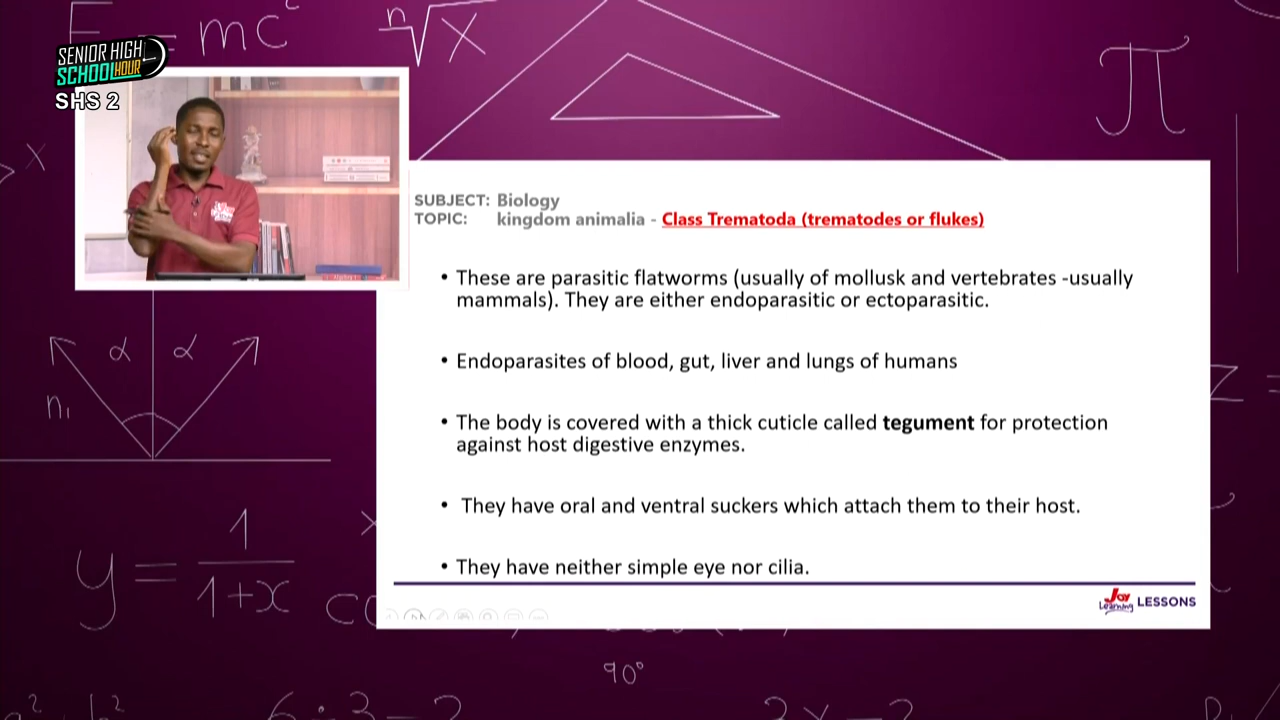 E = mc²
n√x
π
SENIOR HIGH
SCHOOL HOUR
SHS 2
x
SUBJECT: Biology
TOPIC: kingdom animalia - Class Trematoda (trematodes or flukes)
• These are parasitic flatworms (usually of mollusk and vertebrates -usually
mammals). They are either endoparasitic or ectoparasitic.
• Endoparasites of blood, gut, liver and lungs of humans
• The body is covered with a thick cuticle called tegument for protection
against host digestive enzymes.
• They have oral and ventral suckers which attach them to their host.
• They have neither simple eye nor cilia.
Joy Learning LESSONS
α α
n₁
Z =
y = 1/1+x
90°